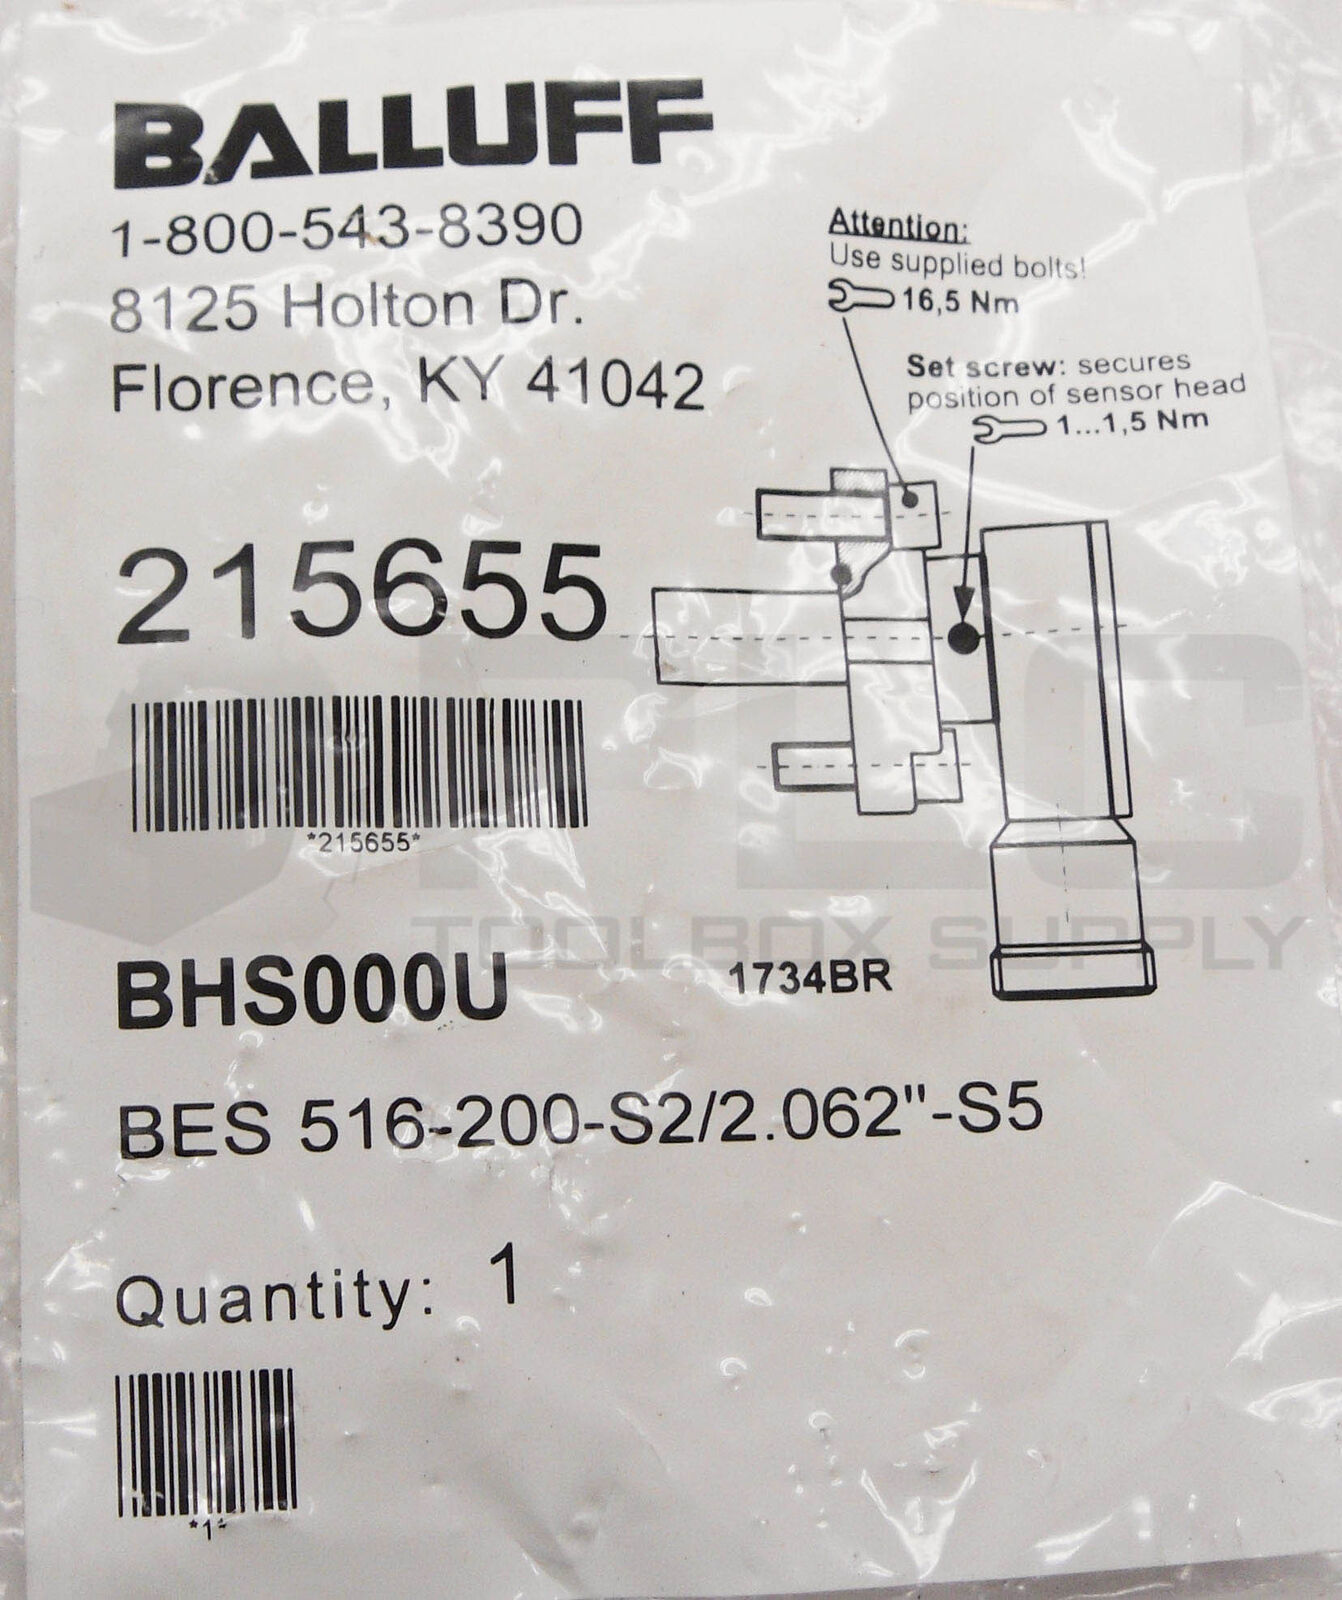 BALLUFF
1-800-543-8390
8125 Holton Dr.
Florence, KY 41042
Attention:
Use supplied bolts!
16,5 Nm
Set screw: secures
position of sensor head
1...1,5 Nm
215655
*215655*
PLC
TOOLBOX SUPPLY
BHS000U
1734BR
BES 516-200-S2/2.062"-S5
Quantity: 1
*1*